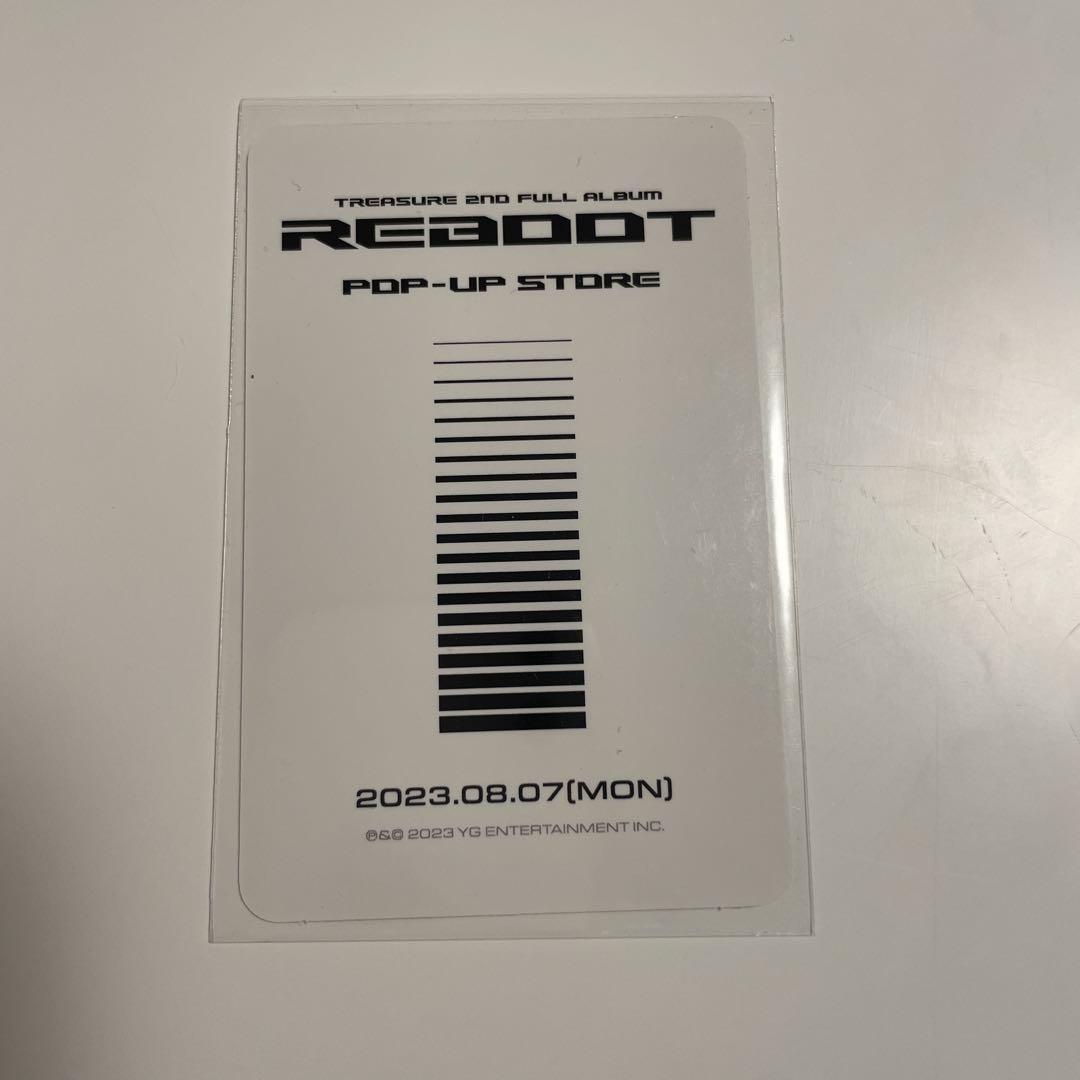 TREASURE 2ND FULL ALBUM
REBOOT
POP-UP STORE
2023.08.07(MON)
℗&© 2023 YG ENTERTAINMENT INC.